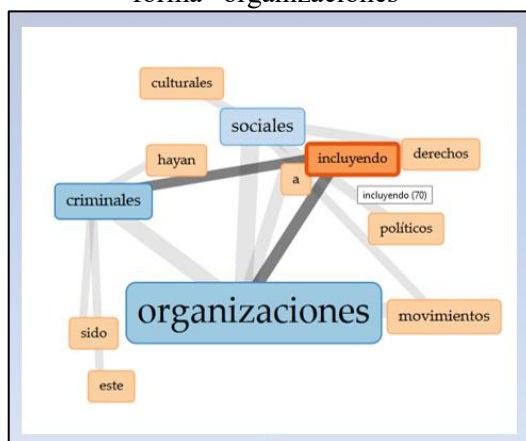 forma "organizaciones"
culturales
sociales
hayan
incluyendo
derechos
a
criminales
incluyendo (70)
políticos
organizaciones
movimientos
sido
este